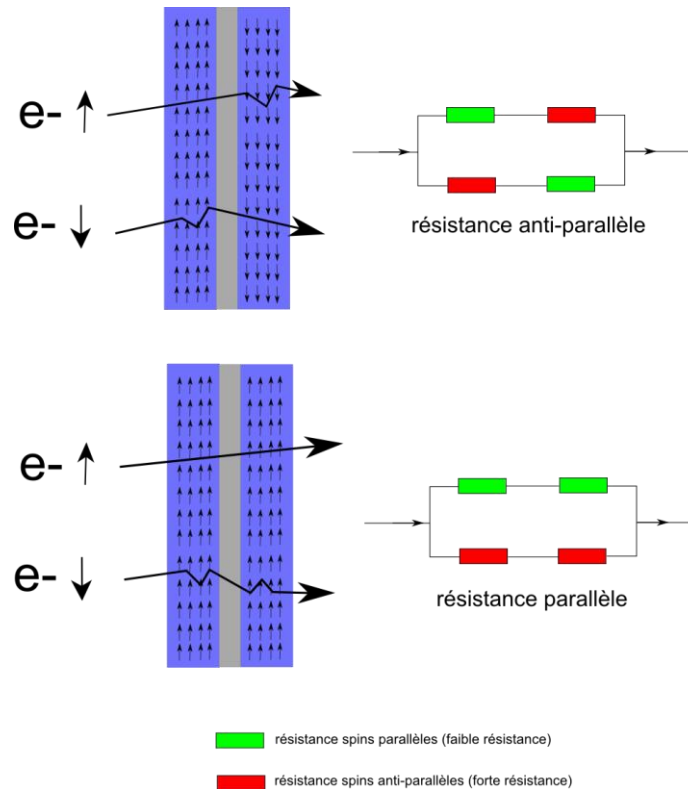 e-
résistance anti-parallèle
e-
e-
résistance parallèle
e-
résistance spins parallèles (faible résistance)
résistance spins anti-parallèles (forte résistance)